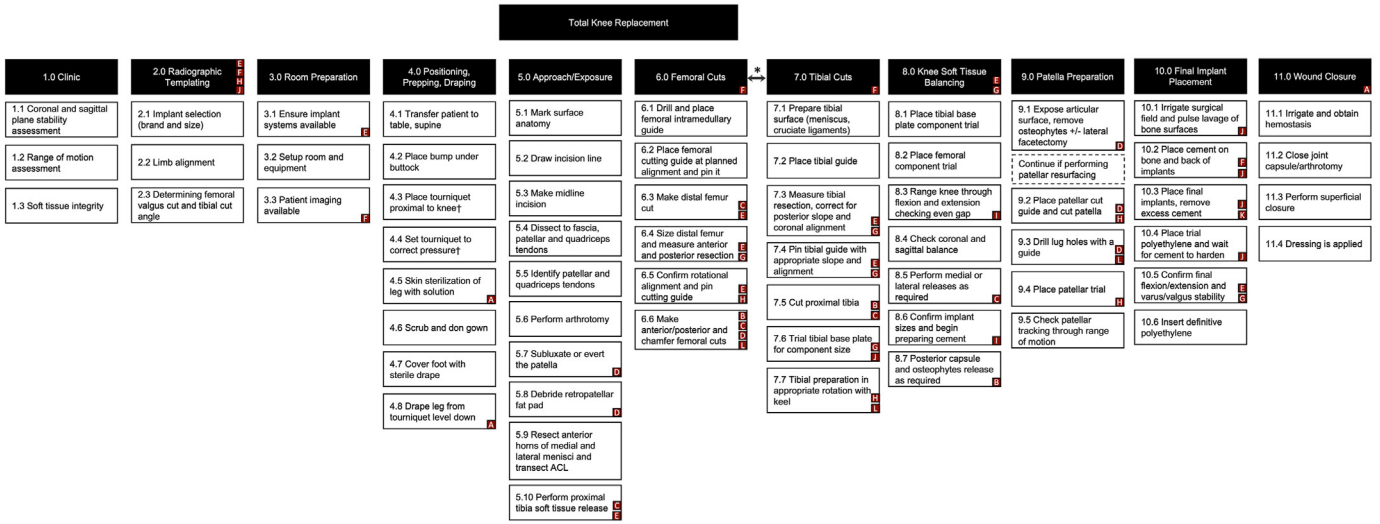 Total Knee Replacement
1.0 Clinic
1.1 Coronal and sagittal
plane stability
assessment
1.2 Range of motion
assessment
1.3 Soft tissue integrity
2.0 Radiographic
Templating
E
F
H
J
2.1 Implant selection
(brand and size)
2.2 Limb alignment
2.3 Determining femoral
valgus cut and tibial cut
angle
3.0 Room Preparation
3.1 Ensure implant
systems available
E
3.2 Setup room and
equipment
3.3 Patient imaging
available
F
4.0 Positioning,
Prepping, Draping
4.1 Transfer patient to
table, supine
4.2 Place bump under
buttock
4.3 Place tourniquet
proximal to knee†
4.4 Set tourniquet to
correct pressure†
4.5 Skin sterilization of
leg with solution
A
4.6 Scrub and don gown
4.7 Cover foot with
sterile drape
4.8 Drape leg from
tourniquet level down
A
5.0 Approach/Exposure
5.1 Mark surface
anatomy
5.2 Draw incision line
5.3 Make midline
incision
5.4 Dissect to fascia,
patellar and quadriceps
tendons
5.5 Identify patellar and
quadriceps tendons
5.6 Perform arthrotomy
5.7 Subluxate or evert
the patella
D
5.8 Debride retropatellar
fat pad
D
5.9 Resect anterior
horns of medial and
lateral menisci and
transect ACL
5.10 Perform proximal
tibia soft tissue release
C
E
6.0 Femoral Cuts
F
*
6.1 Drill and place
femoral intramedullary
guide
6.2 Place femoral
cutting guide at planned
alignment and pin it
6.3 Make distal femur
cut
C
E
6.4 Size distal femur
and measure anterior
and posterior resection
E
G
6.5 Confirm rotational
alignment and pin
cutting guide
E
H
6.6 Make
anterior/posterior and
chamfer femoral cuts
B
C
D
L
7.0 Tibial Cuts
F
7.1 Prepare tibial
surface (meniscus,
cruciate ligaments)
7.2 Place tibial guide
7.3 Measure tibial
resection, correct for
posterior slope and
coronal alignment
E
G
7.4 Pin tibial guide with
appropriate slope and
alignment
E
G
7.5 Cut proximal tibia
B
C
7.6 Trial tibial base plate
for component size
G
J
7.7 Tibial preparation in
appropriate rotation with
keel
H
L
8.0 Knee Soft Tissue
Balancing
E
G
8.1 Place tibial base
plate component trial
8.2 Place femoral
component trial
8.3 Range knee through
flexion and extension
checking even gap
I
8.4 Check coronal and
sagittal balance
8.5 Perform medial or
lateral releases as
required
C
8.6 Confirm implant
sizes and begin
preparing cement
I
8.7 Posterior capsule
and osteophytes release
as required
B
9.0 Patella Preparation
9.1 Expose articular
surface, remove
osteophytes +/- lateral
facetectomy
D
Continue if performing
patellar resurfacing
9.2 Place patellar cut
guide and cut patella
D
H
9.3 Drill lug holes with a
guide
D
L
9.4 Place patellar trial
H
9.5 Check patellar
tracking through range
of motion
10.0 Final Implant
Placement
10.1 Irrigate surgical
field and pulse lavage of
bone surfaces
J
10.2 Place cement on
bone and back of
implants
F
J
10.3 Place final
implants, remove
excess cement
J
K
10.4 Place trial
polyethylene and wait
for cement to harden
J
10.5 Confirm final
flexion/extension and
varus/valgus stability
E
G
10.6 Insert definitive
polyethylene
11.0 Wound Closure
A
11.1 Irrigate and obtain
hemostasis
11.2 Close joint
capsule/arthrotomy
11.3 Perform superficial
closure
11.4 Dressing is applied